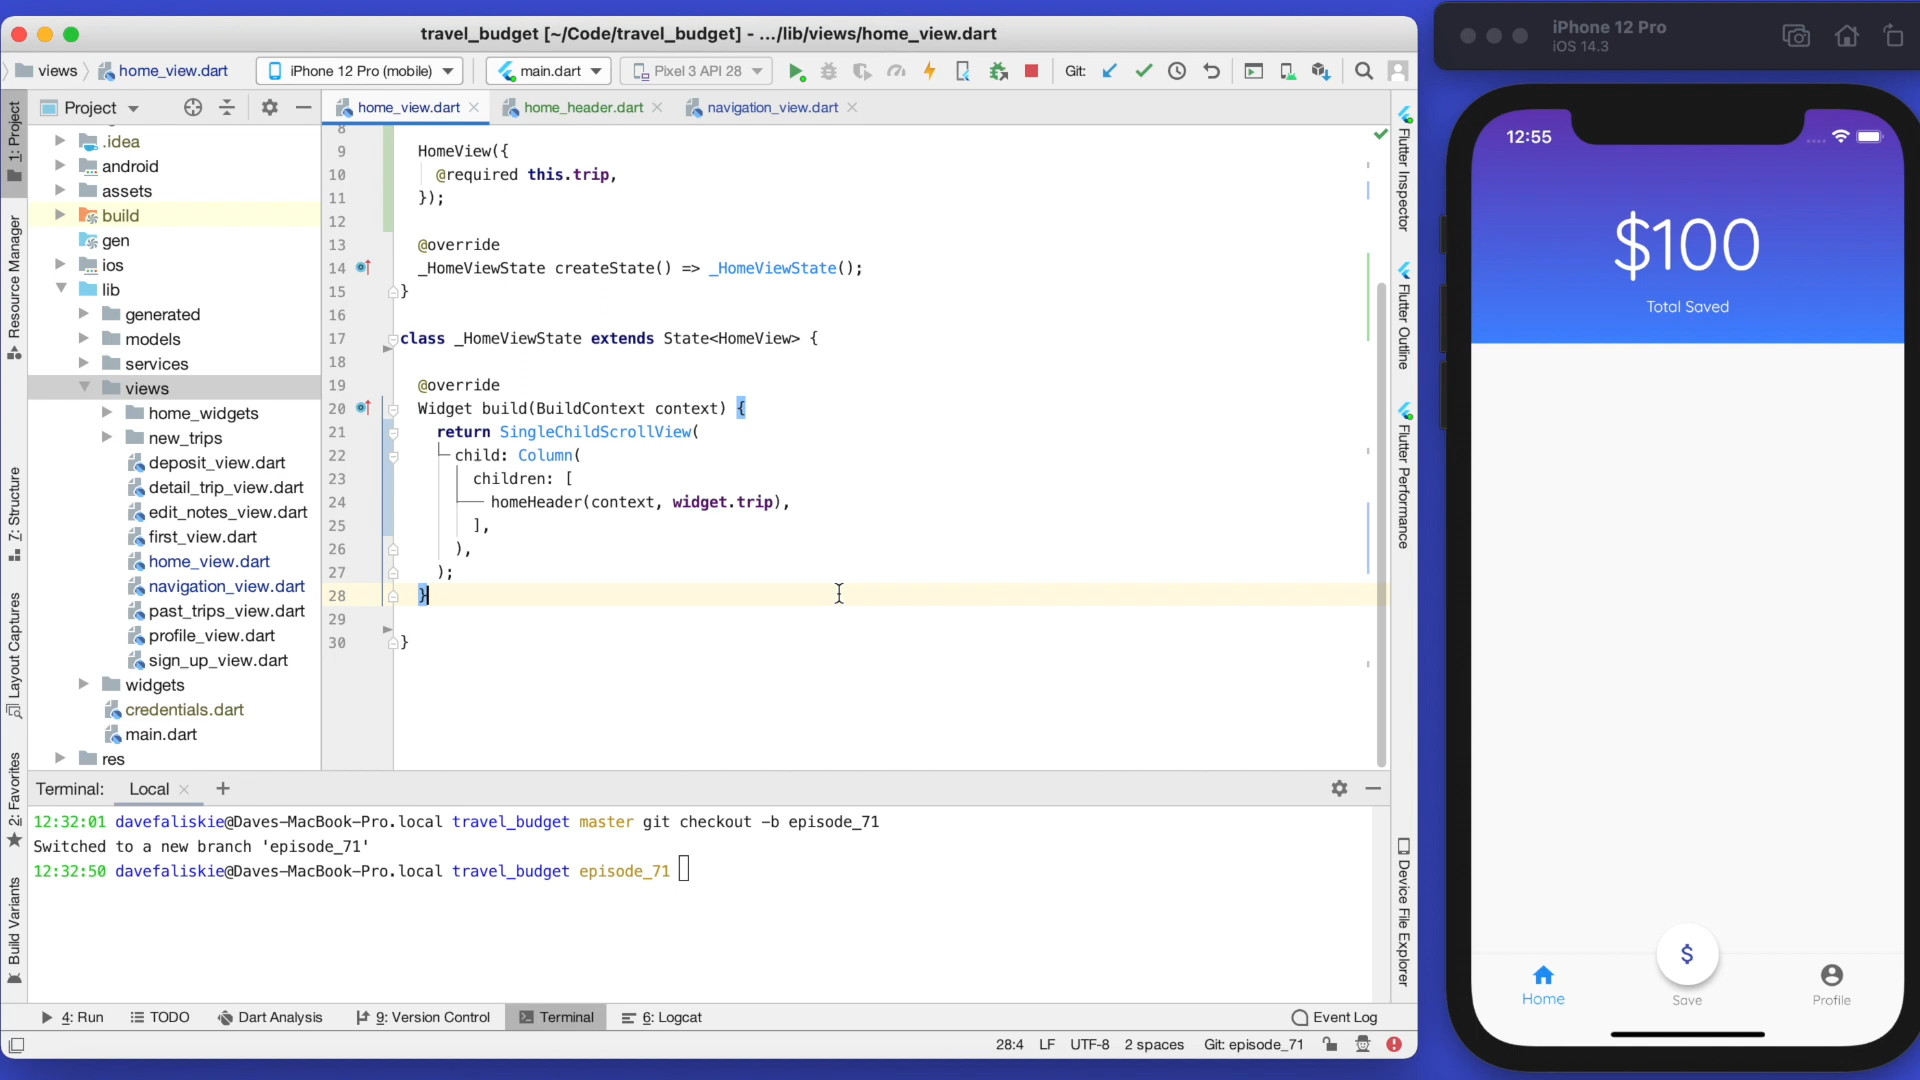 travel_budget [~/Code/travel_budget] - .../lib/views/home_view.dart
views
home_view.dart
iPhone 12 Pro (mobile)
main.dart
Pixel 3 API 28
Git:
Project
home_view.dart
home_header.dart
navigation_view.dart
1: Project
Resource Manager
7: Structure
Layout Captures
2: Favorites
Build Variants
.idea
android
assets
build
gen
ios
lib
generated
models
services
views
home_widgets
new_trips
deposit_view.dart
detail_trip_view.dart
edit_notes_view.dart
first_view.dart
home_view.dart
navigation_view.dart
past_trips_view.dart
profile_view.dart
sign_up_view.dart
widgets
credentials.dart
main.dart
res
8
9 HomeView({
10 @required this.trip,
11 });
12
13 @override
14 _HomeViewState createState() => _HomeViewState();
15 }
16
17 class _HomeViewState extends State<HomeView> {
18
19 @override
20 Widget build(BuildContext context) {
21 return SingleChildScrollView(
22 child: Column(
23 children: [
24 homeHeader(context, widget.trip),
25 ],
26 ),
27 );
28 }
29
30 }
Flutter Inspector
Flutter Outline
Flutter Performance
Device File Explorer
Terminal: Local +
12:32:01 davefaliskie@Daves-MacBook-Pro.local travel_budget master git checkout -b episode_71
Switched to a new branch 'episode_71'
12:32:50 davefaliskie@Daves-MacBook-Pro.local travel_budget episode_71
4: Run
TODO
Dart Analysis
9: Version Control
Terminal
6: Logcat
Event Log
28:4 LF UTF-8 2 spaces Git: episode_71
iPhone 12 Pro
iOS 14.3
12:55
$100
Total Saved
$
Home
Save
Profile